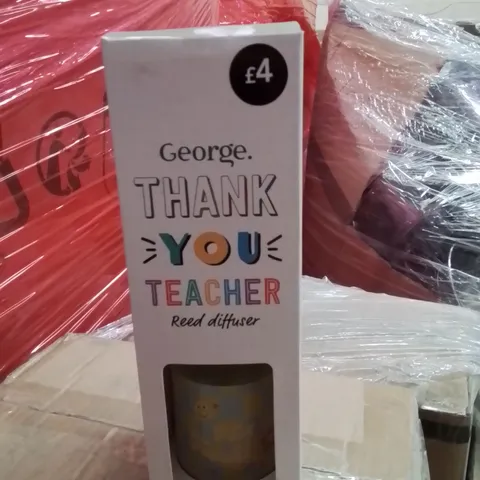 £4
George.
THANK
YOU
TEACHER
Reed diffuser